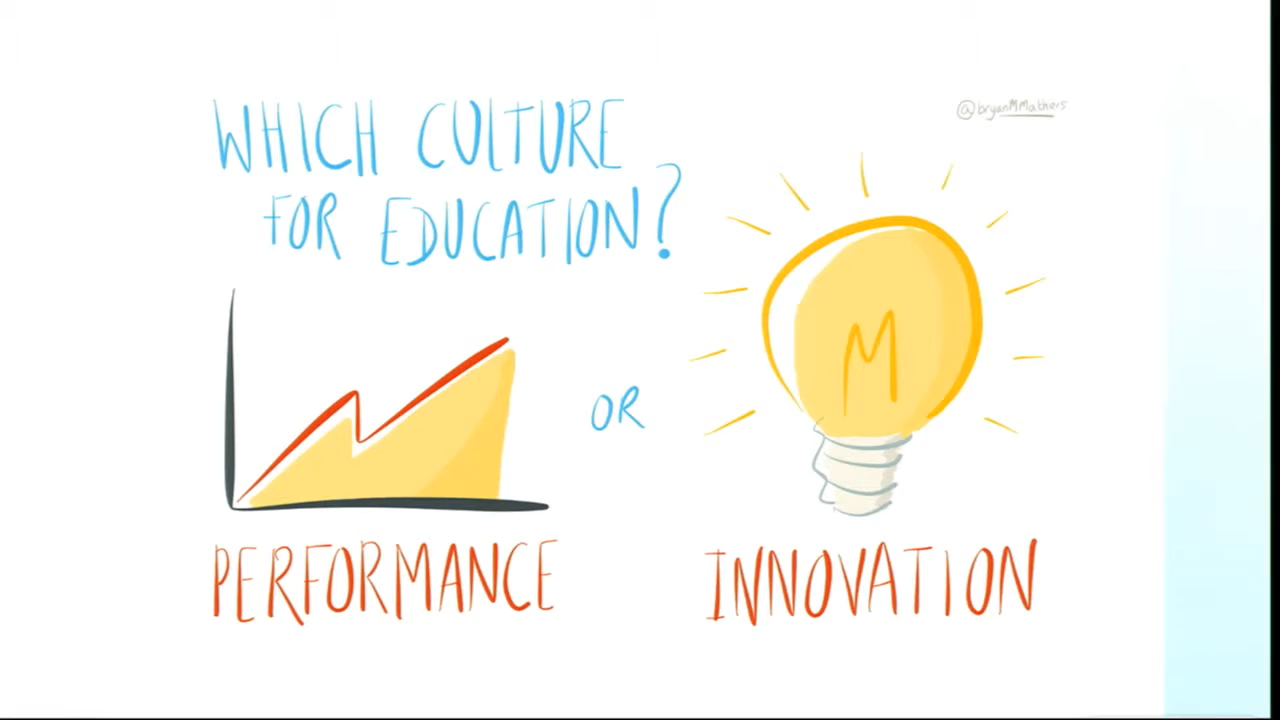 WHICH CULTURE
FOR EDUCATION?
@bryanMMathers
M
OR
PERFORMANCE
INNOVATION